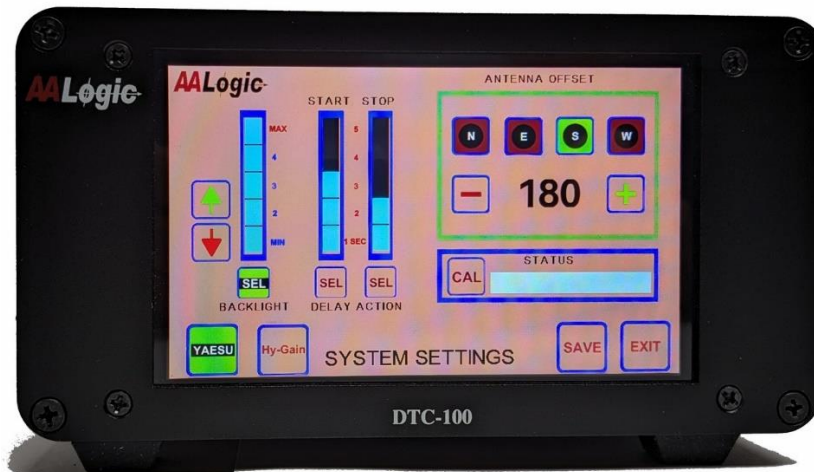 AALogic
AALogic
START STOP
MAX
4
3
2
MIN
5
4
3
2
1 SEC
SEL
SEL
SEL
BACKLIGHT
DELAY ACTION
ANTENNA OFFSET
N E S W
- 180 +
STATUS
CAL
YAESU
Hy-Gain
SYSTEM SETTINGS
SAVE
EXIT
DTC-100